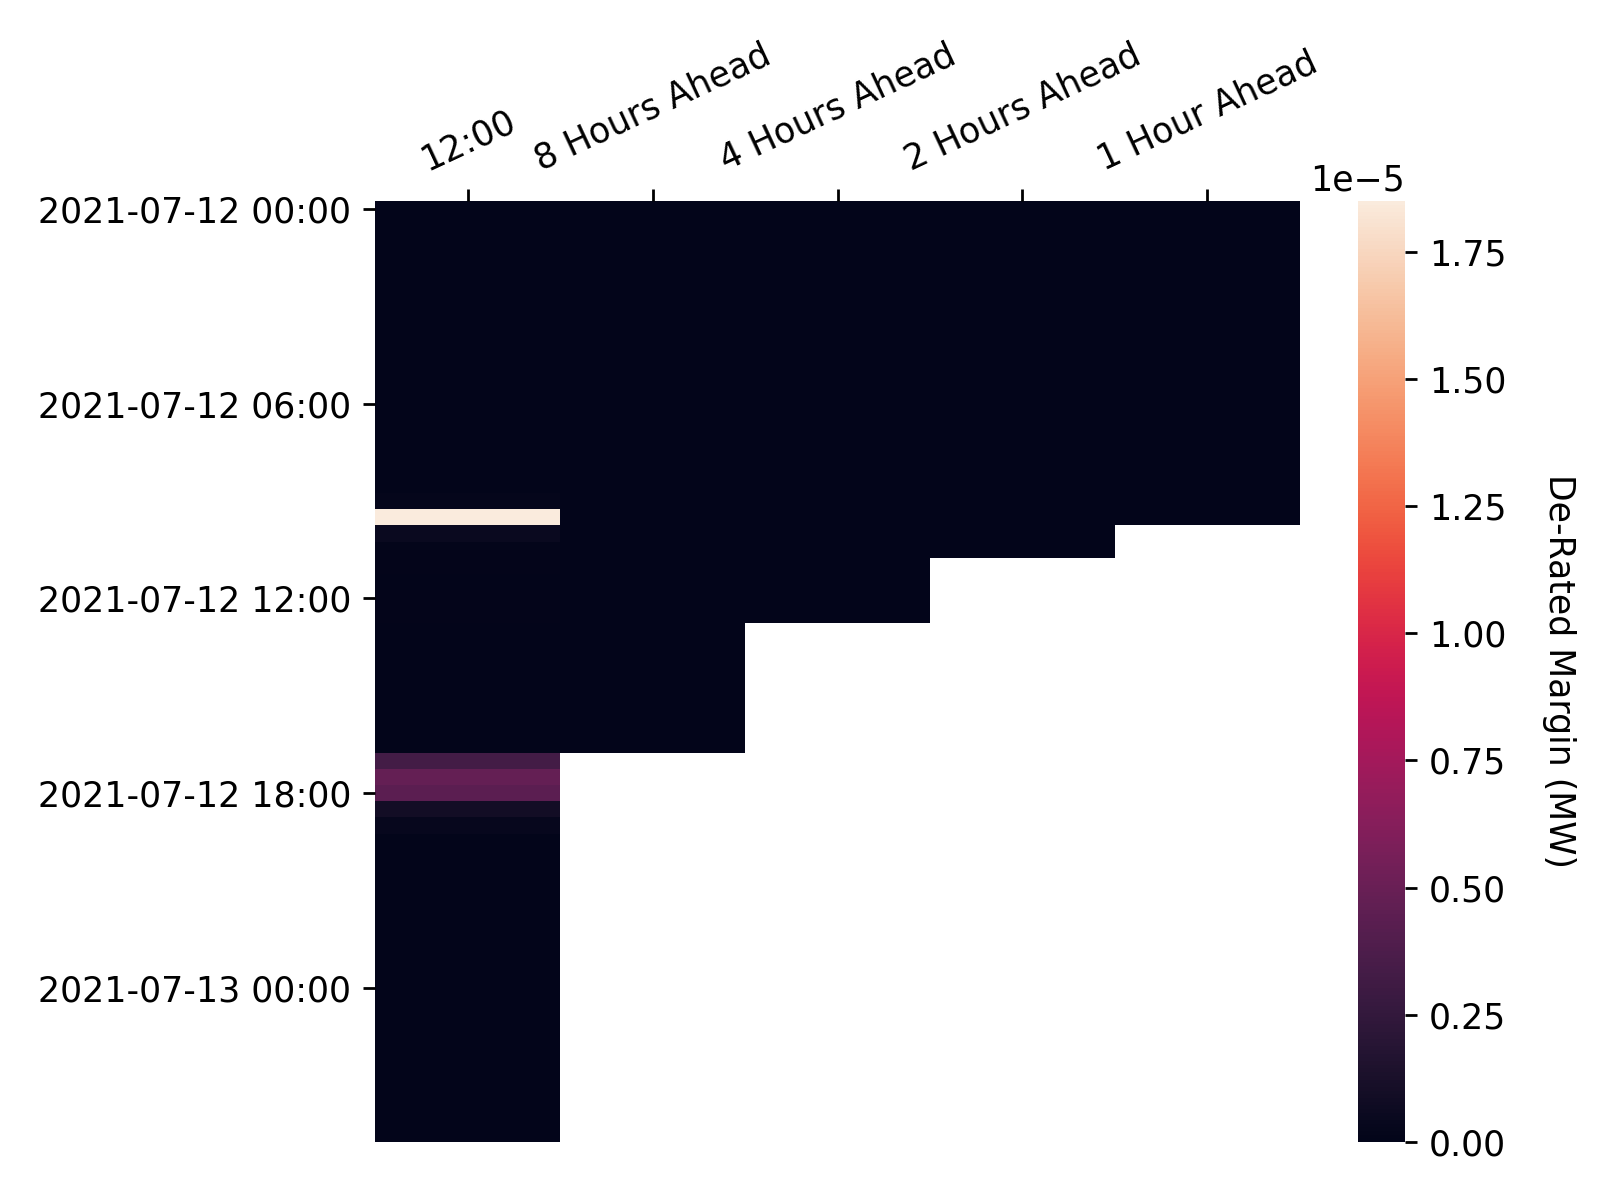 12:00
8 Hours Ahead
4 Hours Ahead
2 Hours Ahead
1 Hour Ahead
1e−5
2021-07-12 00:00
2021-07-12 06:00
2021-07-12 12:00
2021-07-12 18:00
2021-07-13 00:00
1.75
1.50
1.25
1.00
0.75
0.50
0.25
0.00
De-Rated Margin (MW)